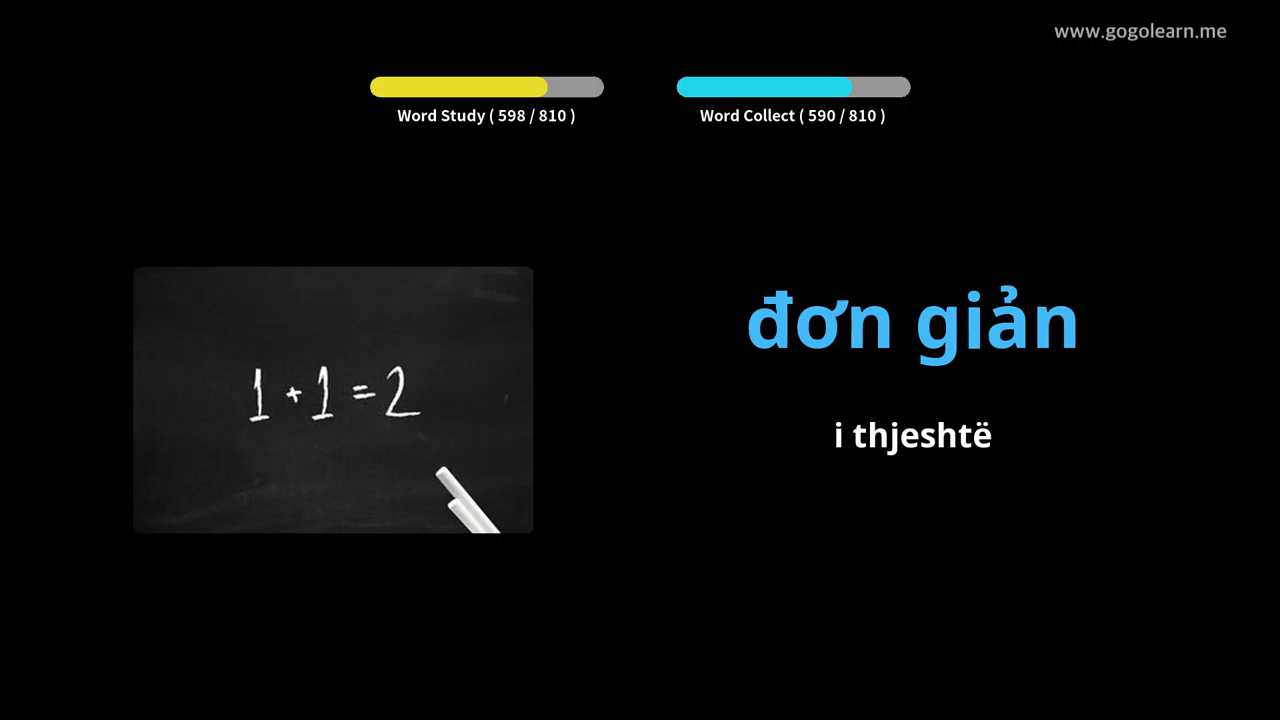 www.gogolearn.me
Word Study ( 598 / 810 )
Word Collect ( 590 / 810 )
1 + 1 = 2
đơn giản
i thjeshtë